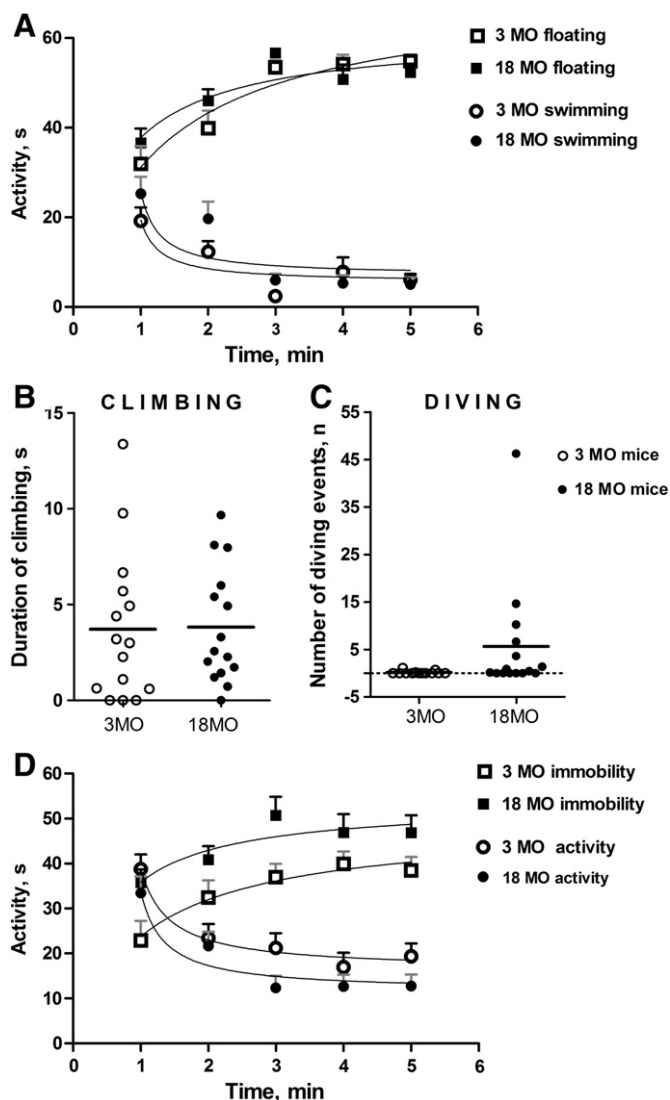 A
60
40
20
0
Activity, s
0 1 2 3 4 5 6
Time, min
3 MO floating
18 MO floating
3 MO swimming
18 MO swimming
B CLIMBING
15
10
5
0
Duration of climbing, s
3MO 18MO
C DIVING
55
45
35
25
15
5
-5
Number of diving events, n
3MO 18MO
3 MO mice
18 MO mice
D
60
50
40
30
20
10
0
Activity, s
0 1 2 3 4 5 6
Time, min
3 MO immobility
18 MO immobility
3 MO activity
18 MO activity